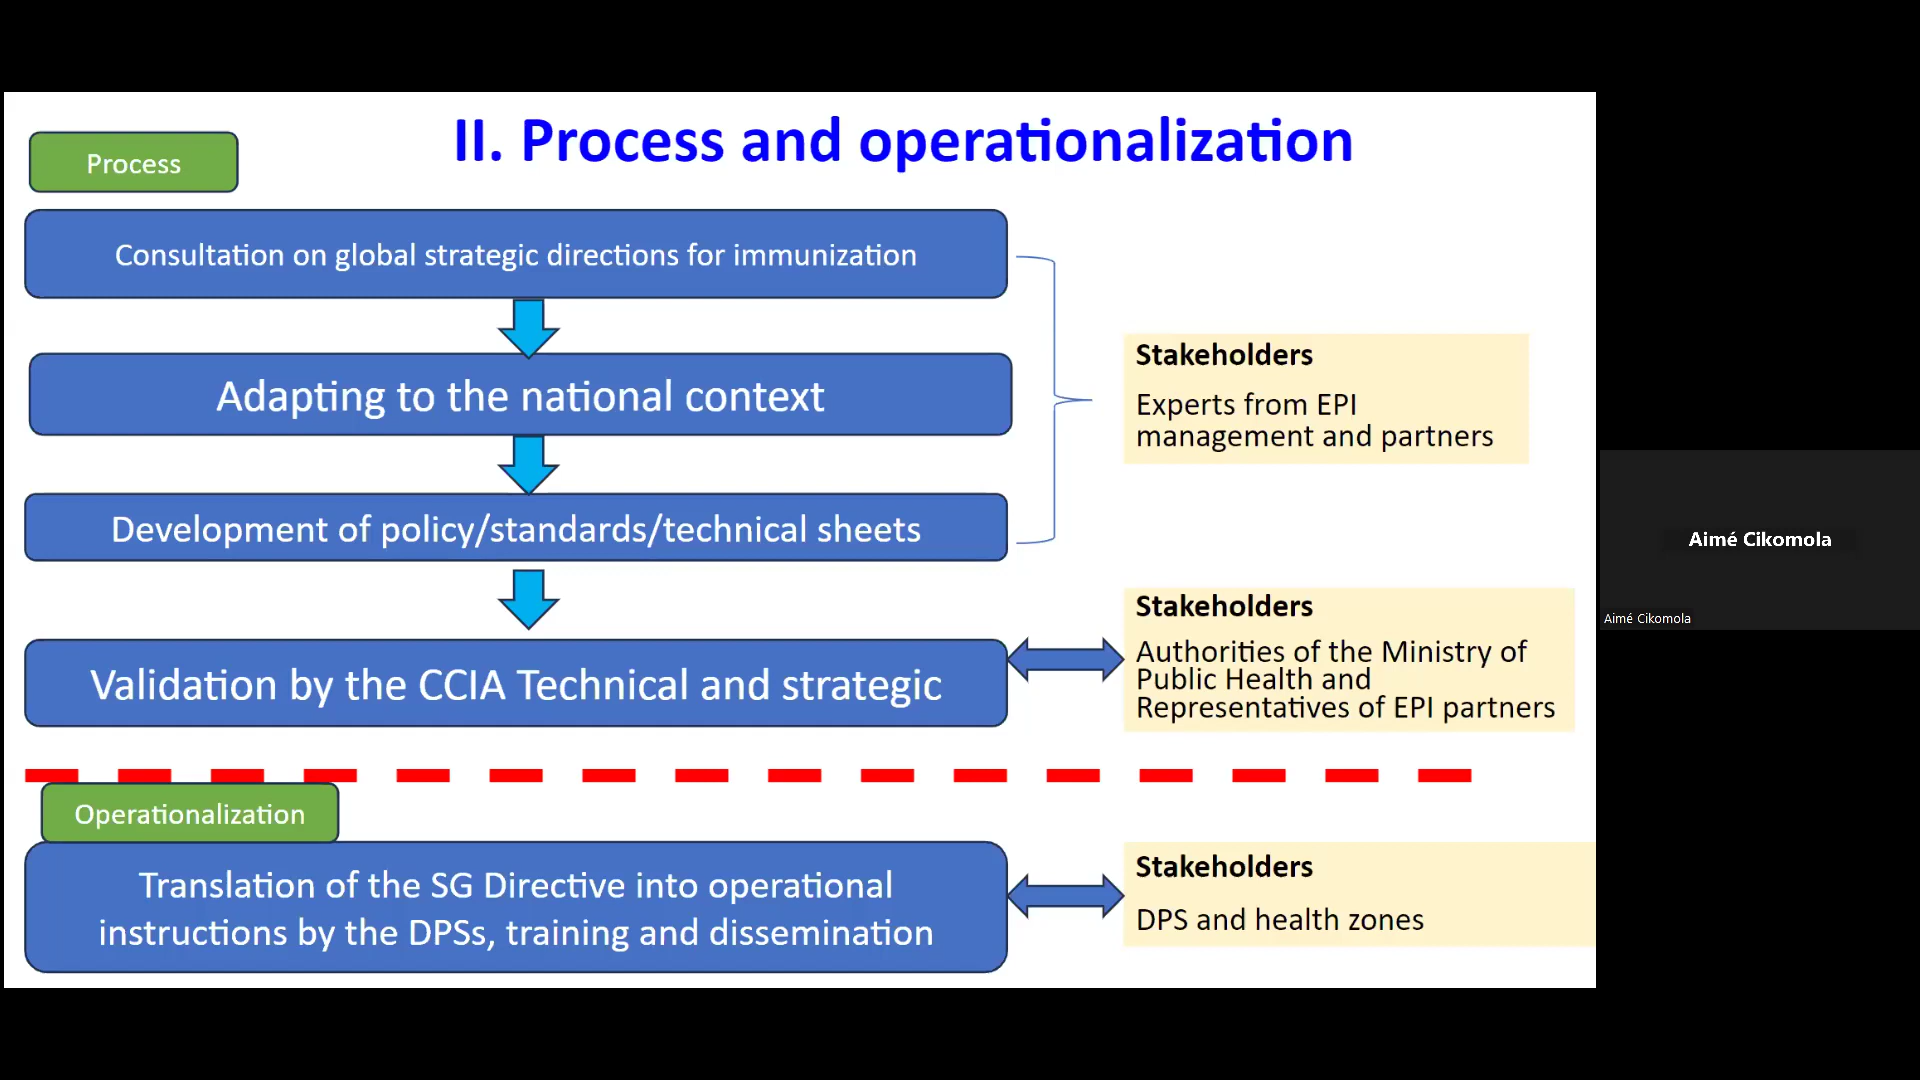 II. Process and operationalization
Process
Consultation on global strategic directions for immunization
Adapting to the national context
Development of policy/standards/technical sheets
Stakeholders
Experts from EPI
management and partners
Validation by the CCIA Technical and strategic
Stakeholders
Authorities of the Ministry of
Public Health and
Representatives of EPI partners
Operationalization
Translation of the SG Directive into operational
instructions by the DPSs, training and dissemination
Stakeholders
DPS and health zones
Aimé Cikomola
Aimé Cikomola